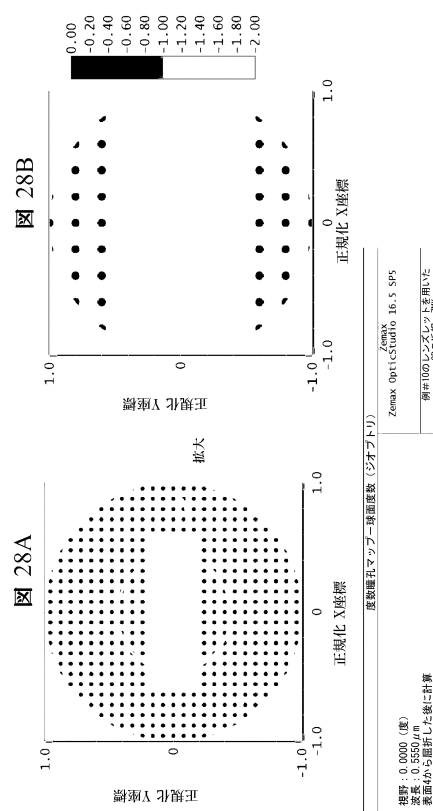 図 28A
1.0
0
-1.0
正規化 Y座標
-1.0
0
1.0
正規化 X座標
拡大
図 28B
1.0
0
-1.0
正規化 Y座標
-1.0
0
1.0
正規化 X座標
0.00
-0.20
-0.40
-0.60
-0.80
-1.00
-1.20
-1.40
-1.60
-1.80
-2.00
度数瞳孔マップー球面度数（ジオプトリ）
視野：0.0000（度）
波長：0.5550μm
表面4から屈折した後に計算
Zemax
Zemax OpticStudio 16.5 SP5
例#10のレンズレットを用いた